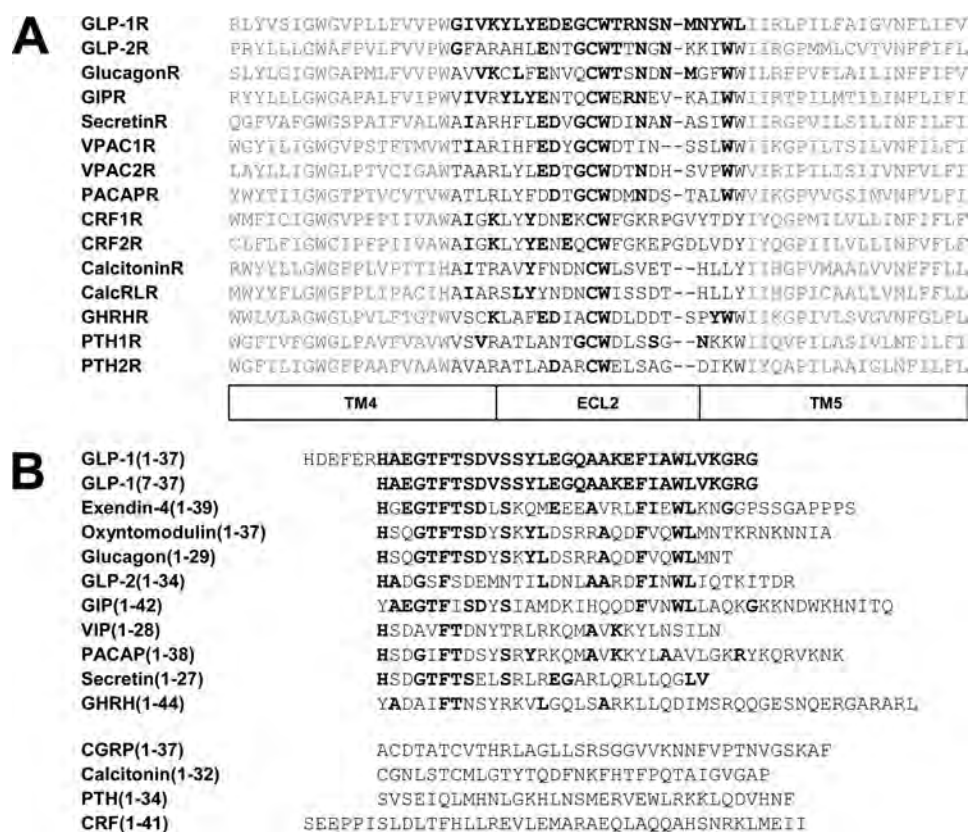 A
GLP-1R RLYVSIGWGVPLLFVVPWGIVKYLYEDEGCWTRNSN-MNYWLIIRLPILFAIGVNFLIFV
GLP-2R PRYLLLGWAFPVLFVVPWGFARAHLENTGCWTTNGN-KKIWWIIRGPMMLCVTVNFFIFL
GlucagonR SLYLGIGWGAPMLFVVPWAVVKCLFENVQCWTSNDN-MGFWWILRFPVFLAILINFFIFV
GIPR RYYLLLGWGAPALFVIPWVIVRYLYENTQCWERNEV-KAIWWIIRTPILMTILINFLIFI
SecretinR QGFVAFGWGSPAIFVALWAIARHFLEDVGCWDINAN-ASIWWIIRGPVILSILINFILFI
VPAC1R WGYILIGWGVPSTFTMVWTIARIHFEDYGCWDTIN--SSLWWIIKGPILTSILVNFILFI
VPAC2R LAYLLIGWGLPTVCIGAWTAARLYLEDTGCWDTNDH-SVPWWVIRIPILISIIVNFVLFI
PACAPR YWYTIIGWGTPTVCVTVWATLRLYFDDTGCWDMNDS-TALWWVIKGPVVGSIMVNFVLFI
CRF1R WMFICIGWGVPFPIIVAWAIGKLYYDNEKCWFGKRPGVYTDYIYQGPMILVLLINFIFLF
CRF2R CLFLFIGWCIPFPIIVAWAIGKLYYENEQCWFGKEPGDLVDYIYQGPIILVLLINFVFLF
CalcitoninR RWYYLLGWGFPLVPTTIHAITRAVYFNDNCWLSVET--HLLYIIHGPVMAALVVNFFFLL
CalcRLR MWYYFLGWGFPLIPACIHAIARSLYYNDNCWISSDT--HLLYIIHGPICAALLVNLFFLL
GHRHR WWLVLAGWGLPVLFTGTWVSCKLAFEDIACWDLDDT-SPYWWIIKGPIVLSVGVNFGLFL
PTH1R WGFTVFGWGLPAVFVAVWVSVRATLANTGCWDLSSG--NKKWIIQVPILASIVLNFILFI
PTH2R WGFTLIGWGFPAAFVAAWAVARATLADARCWELSAG--DIKWIYQAPILAAIGLNFILFL
TM4 ECL2 TM5
B
GLP-1(1-37) HDEFERHAEGTFTSDVSSYLEGQAAKEFIAWLVKGRG
GLP-1(7-37) HAEGTFTSDVSSYLEGQAAKEFIAWLVKGRG
Exendin-4(1-39) HGEGTFTSDLSKQMEEEAVRLFIEWLKNGGPSSGAPPPS
Oxyntomodulin(1-37) HSQGTFTSDYSKYLDSRRAQDFVQWLMNTKRNKNNIA
Glucagon(1-29) HSQGTFTSDYSKYLDSRRAQDFVQWLMNT
GLP-2(1-34) HADGSFSDEMNTILDNLAARDFINWLIQTKITDR
GIP(1-42) YAEGTFISDYSIAMDKIHQQDFVNWLLAQKGKKNDWKHNITQ
VIP(1-28) HSDAVFTDNYTRLRKQMAVKKYLNSILN
PACAP(1-38) HSDGIFTDSYSRYRKQMAVKKYLAAVLGKRYKQRVKNK
Secretin(1-27) HSDGTFTSELSRLREGARLQRLLQGLV
GHRH(1-44) YADAIFTNSYRKVLGQLSARKLLQDIMSRQQGESNQERGARARL
CGRP(1-37) ACDTATCVTHRLAGLLSRSGGVVKNNFVPTNVGSKAF
Calcitonin(1-32) CGNLSTCMLGTYTQDFNKFHTFPQTAIGVGAP
PTH(1-34) SVSEIQLMHNLGKHLNSMERVEWLRKKLQDVHNF
CRF(1-41) SEEPPISLDLTFHLLREVLEMARAEQLAQQAHSNRKLMEII